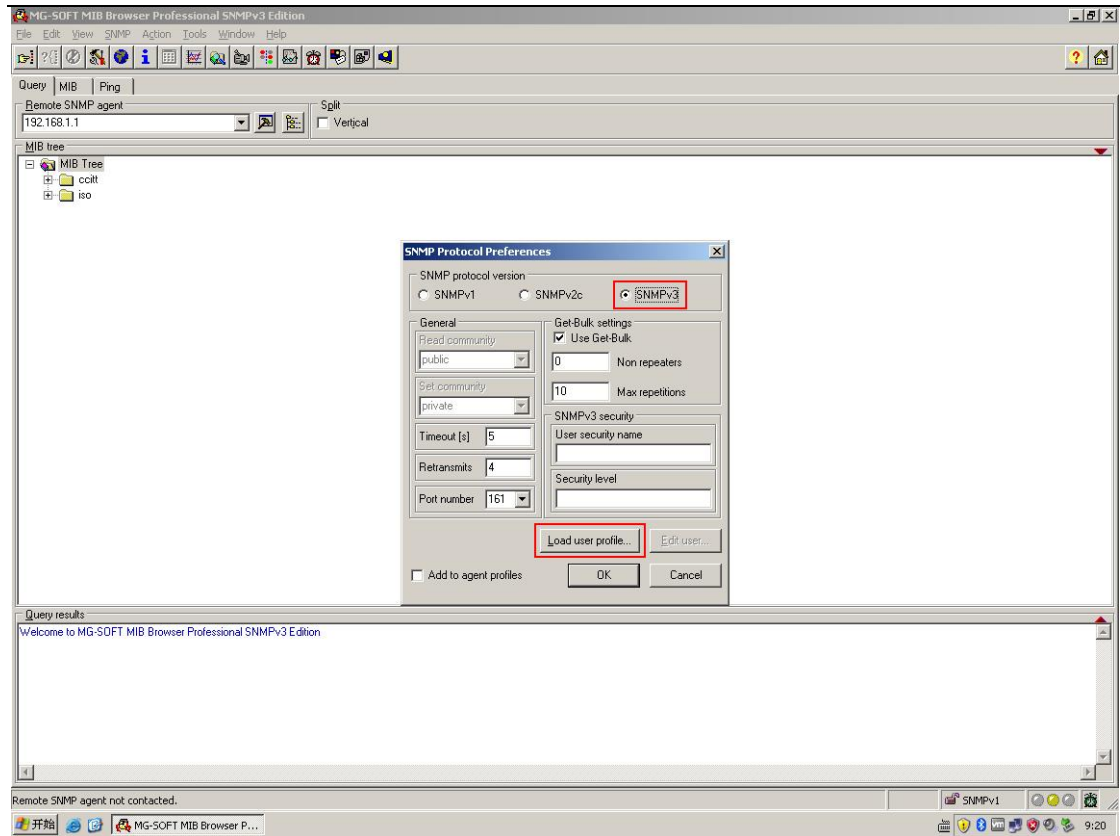 MG-SOFT MIB Browser Professional SNMPv3 Edition
File Edit View SNMP Action Tools Window Help
Query MIB Ping
Remote SNMP agent
Split
192.168.1.1
Vertical
MIB tree
MIB Tree
ccitt
iso
SNMP Protocol Preferences
SNMP protocol version
SNMPv1 SNMPv2c SNMPv3
General
Read community
public
Set community
private
Timeout [s] 5
Retransmits 4
Port number 161
Get-Bulk settings
Use Get-Bulk
0 Non repeaters
10 Max repetitions
SNMPv3 security
User security name
Security level
Load user profile... Edit user...
Add to agent profiles OK Cancel
Query results
Welcome to MG-SOFT MIB Browser Professional SNMPv3 Edition
Remote SNMP agent not contacted. SNMPv1
开始 MG-SOFT MIB Browser P... 9:20